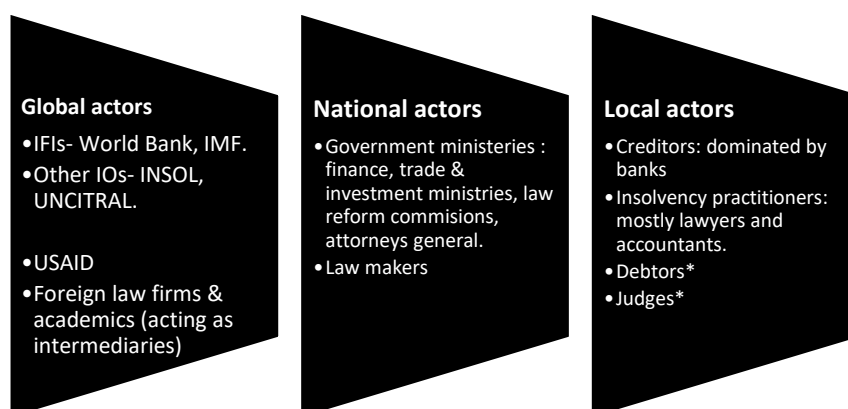 Global actors
•IFIs- World Bank, IMF.
•Other IOs- INSOL,
UNCITRAL.
•USAID
•Foreign law firms &
academics (acting as
intermediaries)
National actors
•Government ministeries :
finance, trade &
investment ministries, law
reform commisions,
attorneys general.
•Law makers
Local actors
•Creditors: dominated by
banks
•Insolvency practitioners:
mostly lawyers and
accountants.
•Debtors*
•Judges*